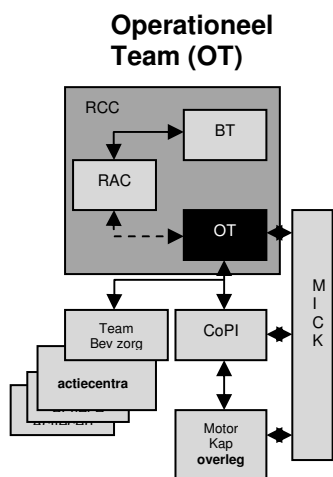 Operationeel
Team (OT)
RCC
BT
RAC
OT
M
I
C
K
Team
Bev zorg
CoPI
actiecentra
Motor
Kap
overleg